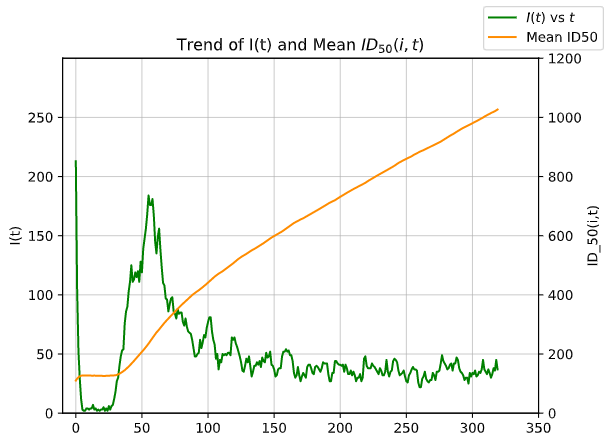 I(t) vs t
Mean ID50
Trend of I(t) and Mean ID₅₀(i, t)
I(t)
0
50
100
150
200
250
ID_50(i,t)
0
200
400
600
800
1000
1200
0 50 100 150 200 250 300 350